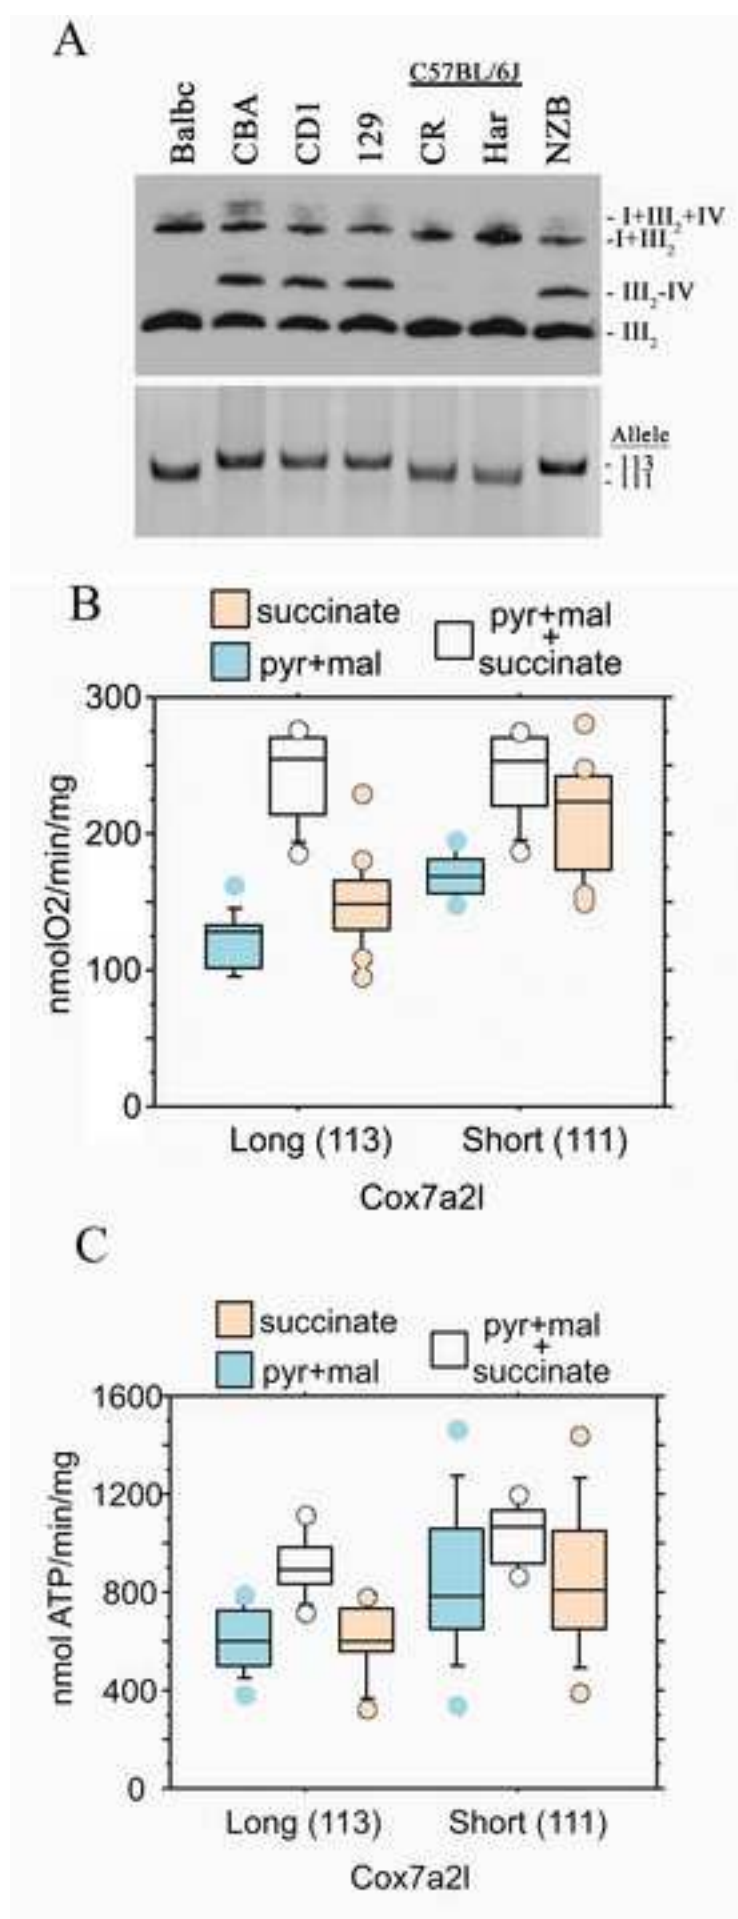 A
C57BL/6J
Balbc
CBA
CD1
129
CR
Har
NZB
- I+III2+IV
-I+III2
- III2-IV
- III2
Allele
- 113
- 111
B
succinate
pyr+mal
pyr+mal
+
succinate
300
200
100
0
nmolO2/min/mg
Long (113)
Short (111)
Cox7a2l
C
succinate
pyr+mal
pyr+mal
+
succinate
1600
1200
800
400
0
nmol ATP/min/mg
Long (113)
Short (111)
Cox7a2l